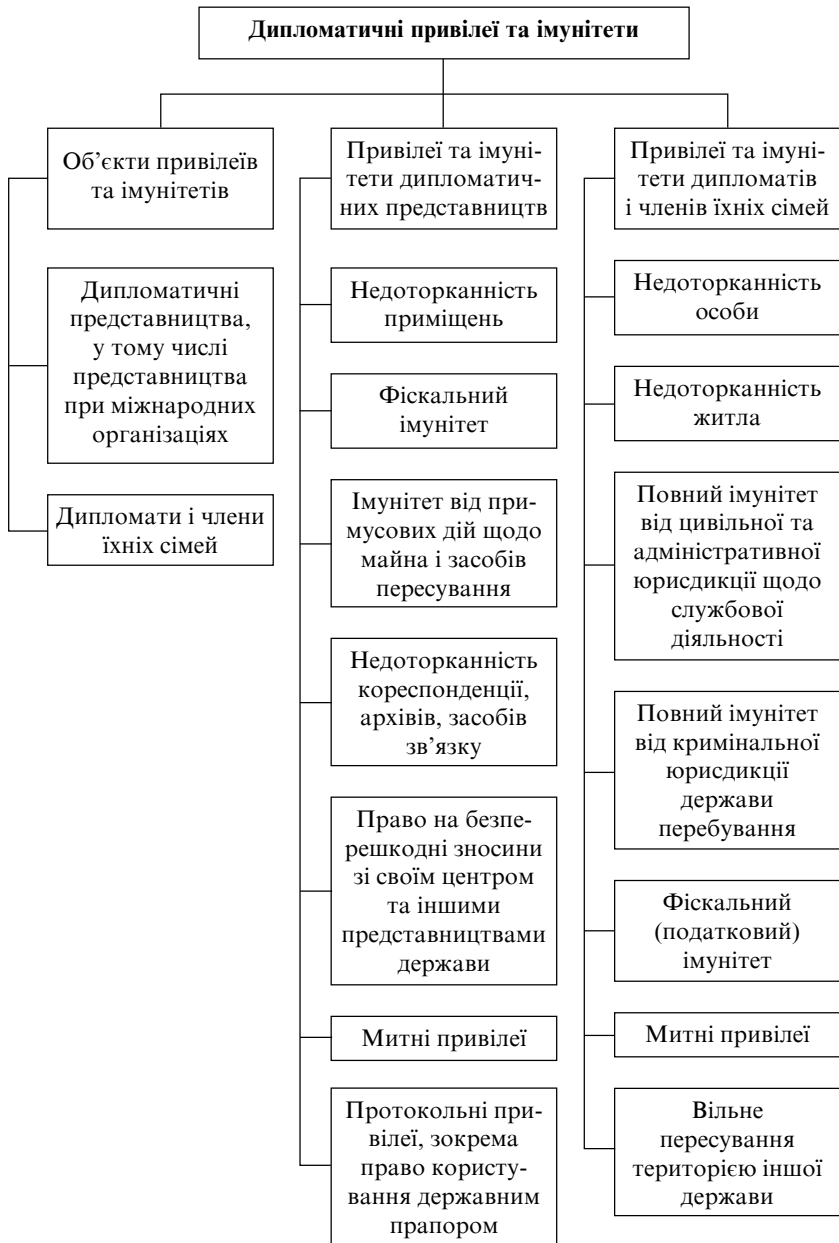 Дипломатичні привілеї та імунітети
Об’єкти привілеїв
та імунітетів
Дипломатичні
представництва,
у тому числі
представництва
при міжнародних
організаціях
Дипломати і члени
їхніх сімей
Привілеї та імуні-
тети дипломатич-
них представництв
Недоторканність
приміщень
Фіскальний
імунітет
Імунітет від при-
мусових дій щодо
майна і засобів
пересування
Недоторканність
кореспонденції,
архівів, засобів
зв’язку
Право на безпе-
решкодні зносини
зі своїм центром
та іншими
представництвами
держави
Митні привілеї
Протокольні при-
вілеї, зокрема
право користу-
вання державним
прапором
Привілеї та імуні-
тети дипломатів
і членів їхніх сімей
Недоторканність
особи
Недоторканність
житла
Повний імунітет
від цивільної та
адміністративної
юрисдикції щодо
службової
діяльності
Повний імунітет
від кримінальної
юрисдикції
держави
перебування
Фіскальний
(податковий)
імунітет
Митні привілеї
Вільне
пересування
територією іншої
держави